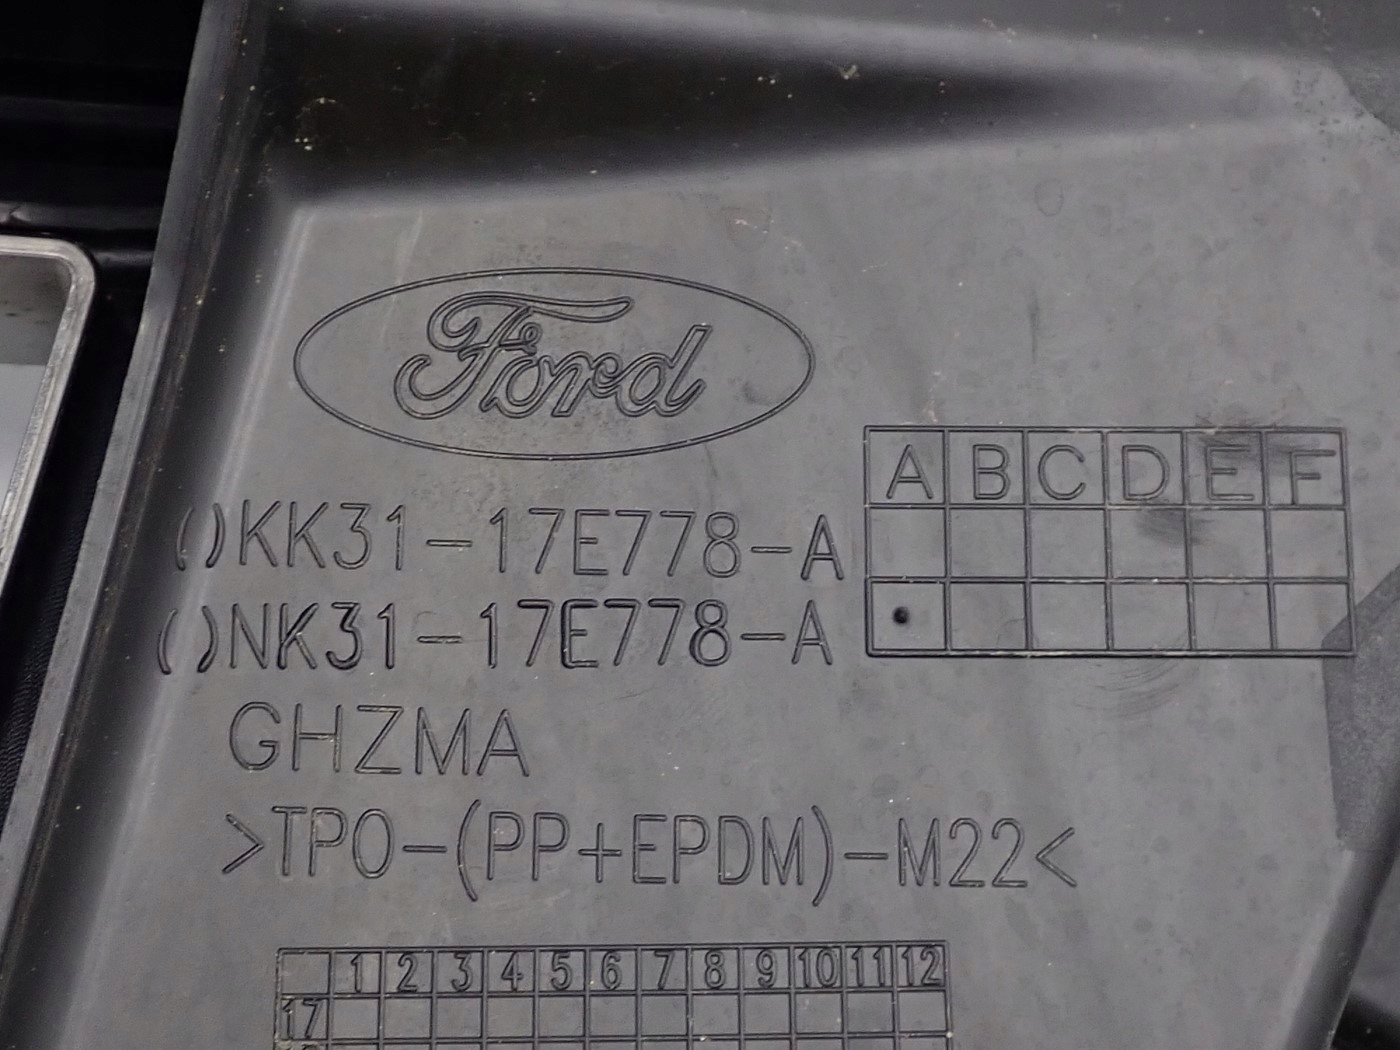 Ford
()KK31-17E778-A
()NK31-17E778-A
A B C D E F
GHZMA
>TPO-(PP+EPDM)-M22<
1 2 3 4 5 6 7 8 9 10 11 12
17